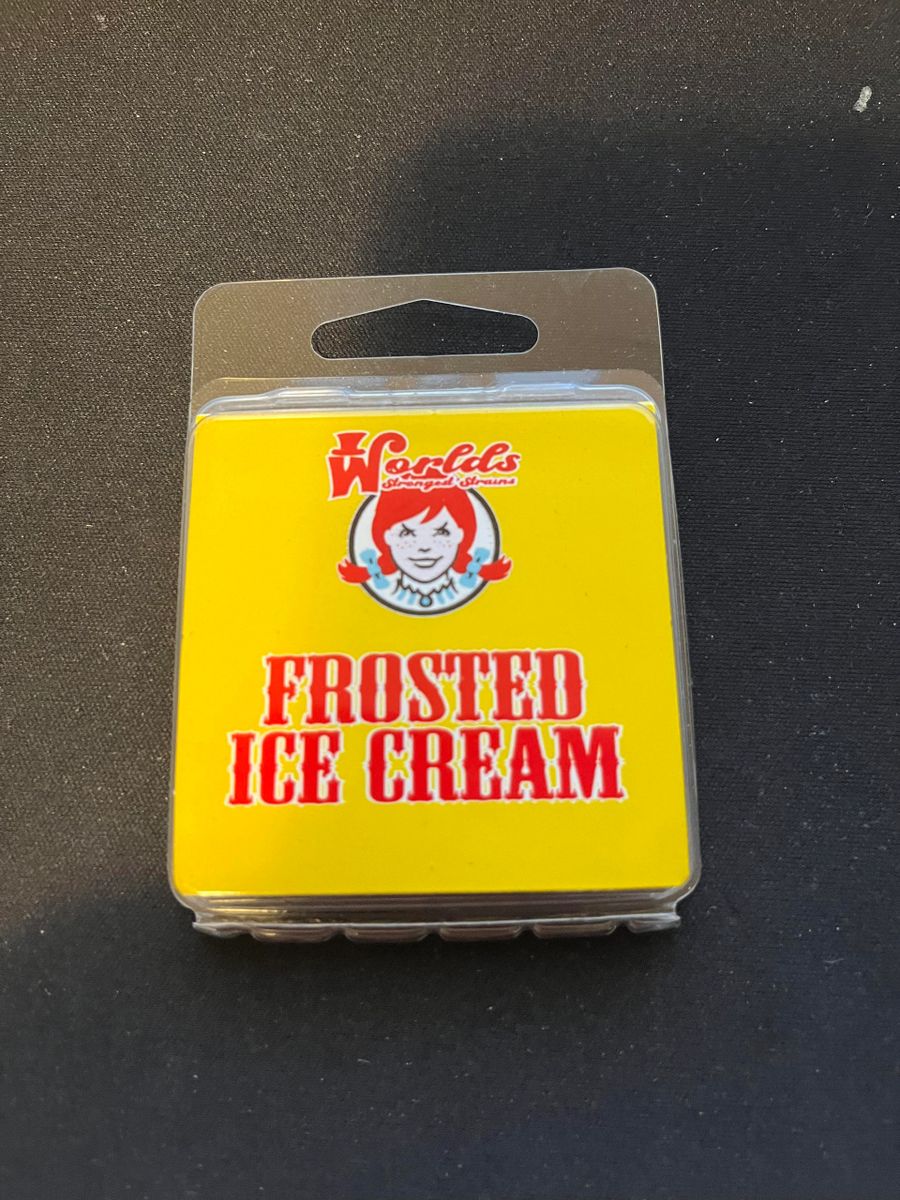 Worlds
Strongest Strains
FROSTED
ICE CREAM